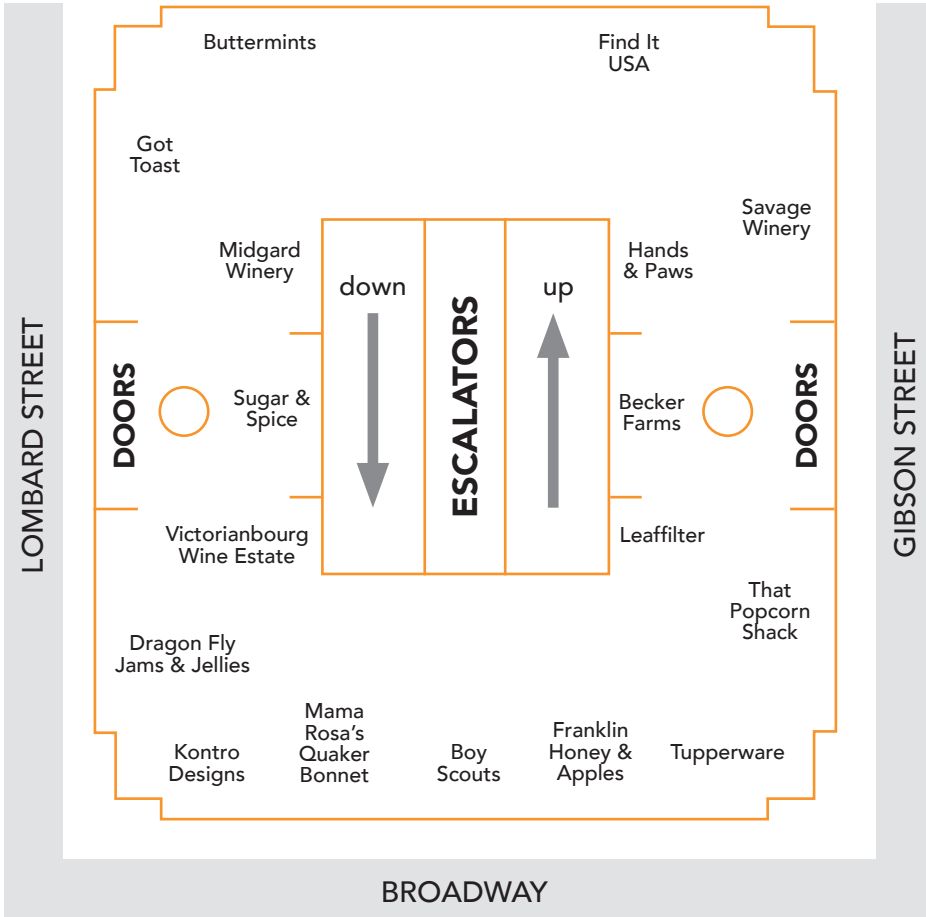 Buttermints
Find It
USA
Got
Toast
Savage
Winery
Midgard
Winery
Hands
& Paws
down
up
ESCALATORS
LOMBARD STREET
DOORS
Sugar &
Spice
Becker
Farms
DOORS
GIBSON STREET
Victorianbourg
Wine Estate
Leaffilter
That
Popcorn
Shack
Dragon Fly
Jams & Jellies
Kontro
Designs
Mama
Rosa's
Quaker
Bonnet
Boy
Scouts
Franklin
Honey &
Apples
Tupperware
BROADWAY